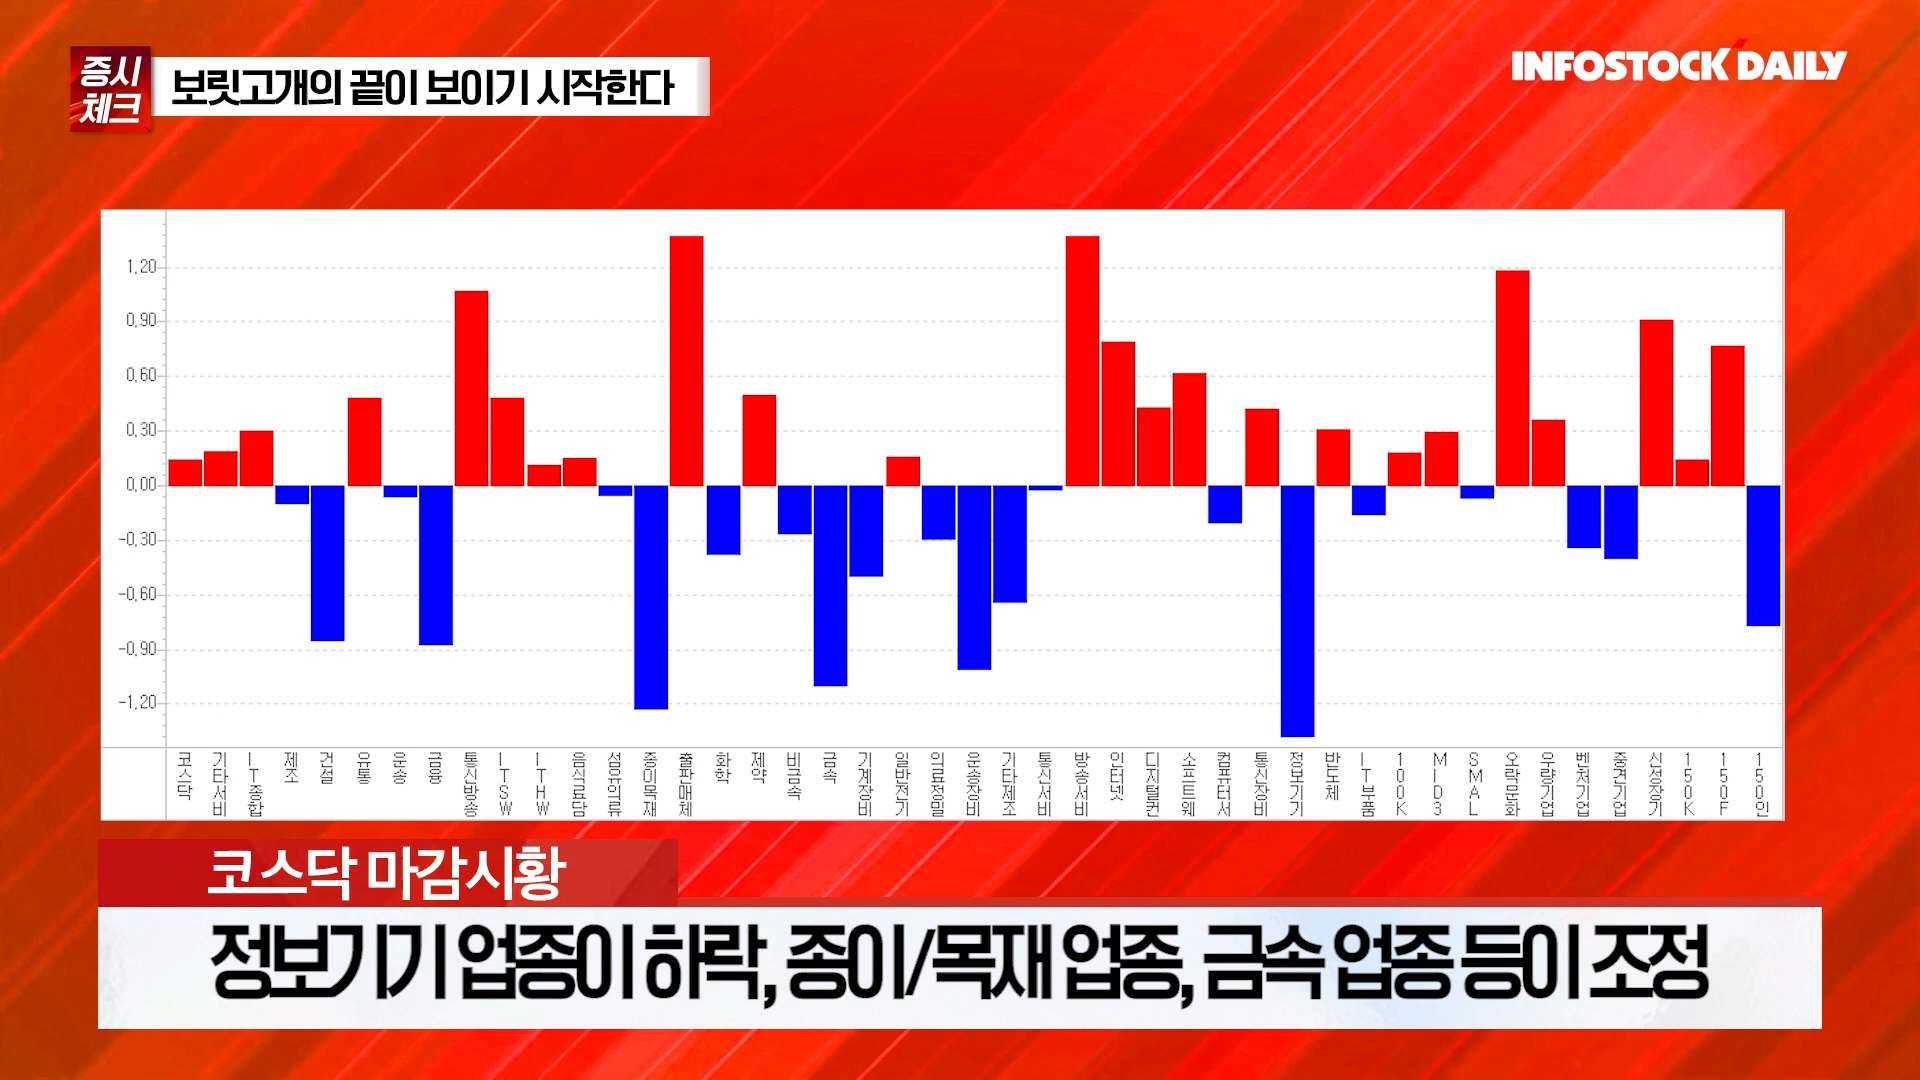 증시
체크
보릿고개의 끝이 보이기 시작한다
INFOSTOCK DAILY
1,20
0,90
0,60
0,30
0,00
-0,30
-0,60
-0,90
-1,20
코스닥
기타서비
IT종합
제조
건설
유통
운송
금융
통신방송
ITSW
ITHW
음식료담
섬유의류
종이목재
출판매체
화학
제약
비금속
금속
기계장비
일반전기
의료정밀
운송장비
기타제조
통신서비
방송서비
인터넷
디지털컨
소프트웨
컴퓨터서
통신장비
정보기기
반도체
IT부품
100K
MID3
SMAL
오락문화
우량기업
벤처기업
중견기업
신성장기
150K
150F
150인
코스닥 마감시황
정보기기 업종이 하락, 종이/목재 업종, 금속 업종 등이 조정